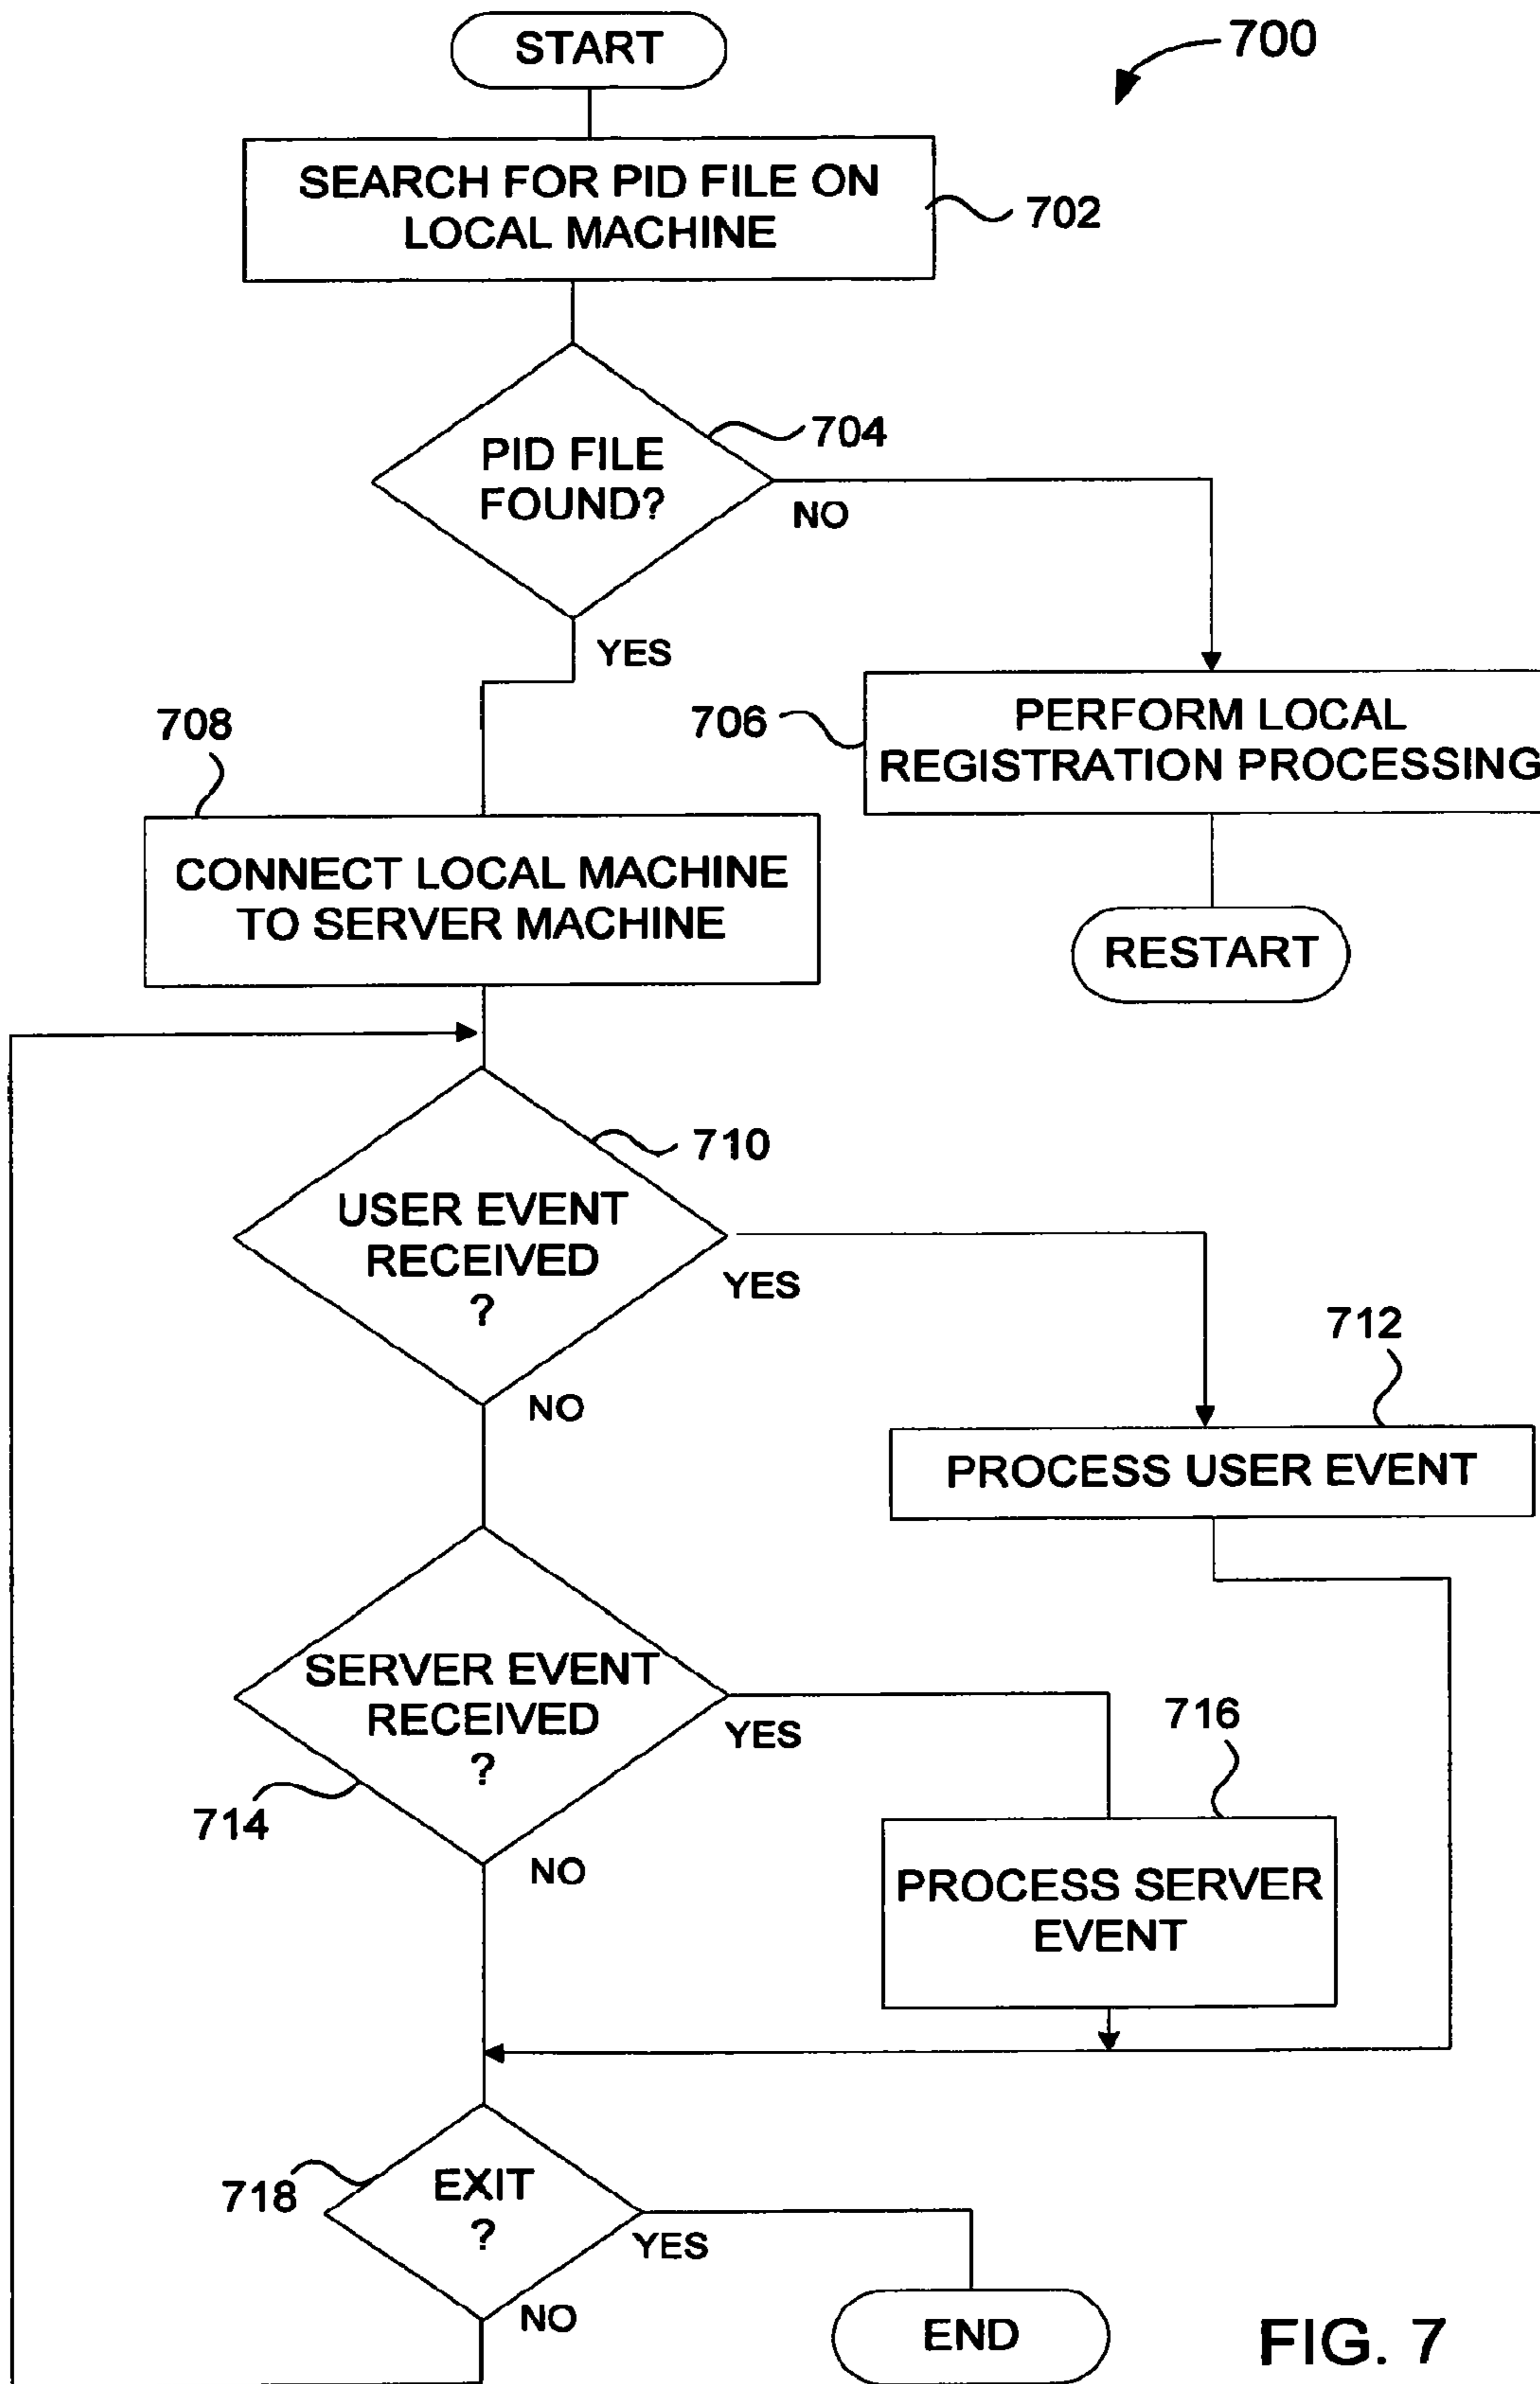 START
700
SEARCH FOR PID FILE ON
LOCAL MACHINE
702
704
PID FILE
FOUND?
NO
YES
708
706
PERFORM LOCAL
REGISTRATION PROCESSING
CONNECT LOCAL MACHINE
TO SERVER MACHINE
RESTART
710
USER EVENT
RECEIVED
?
YES
712
NO
PROCESS USER EVENT
SERVER EVENT
RECEIVED
?
YES
716
714
NO
PROCESS SERVER
EVENT
718
EXIT
?
YES
NO
END
FIG. 7